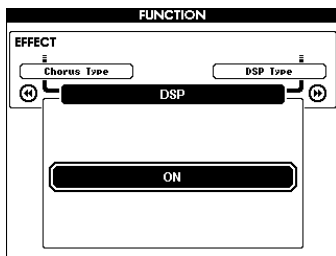 FUNCTION
EFFECT
Chorus Type
DSP Type
DSP
ON